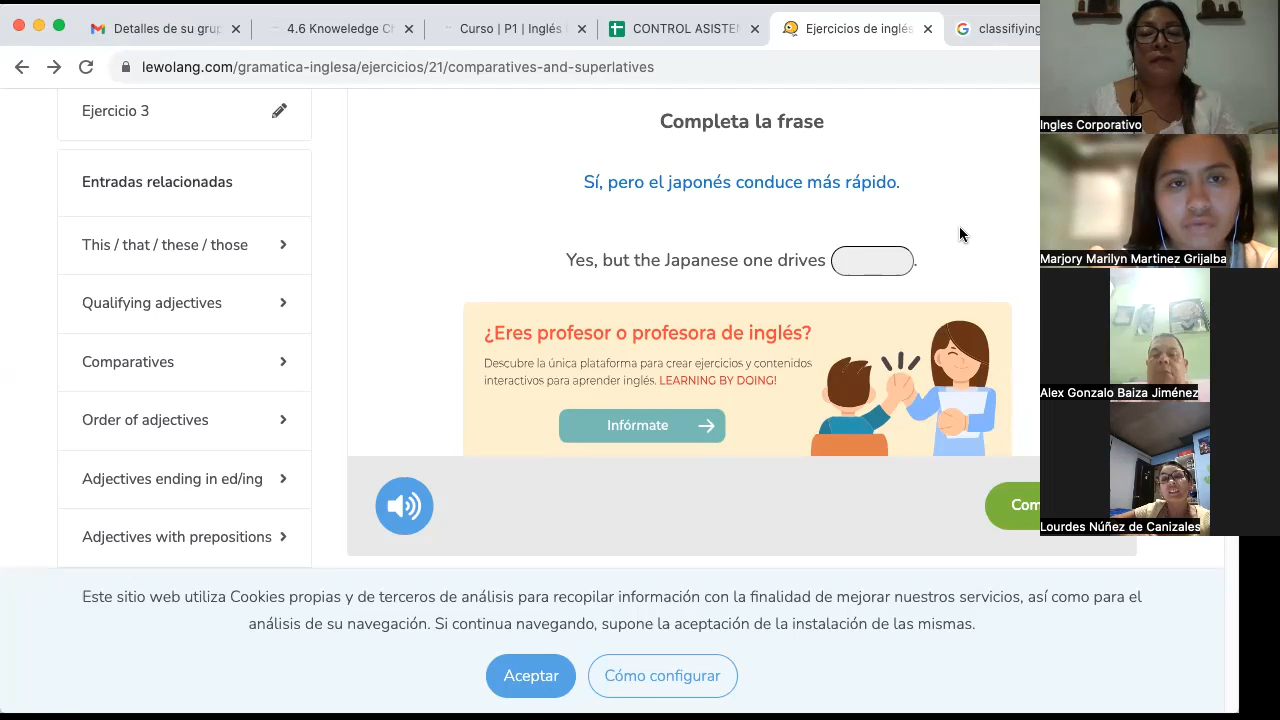 Detalles de su grup
4.6 Knowledge Ch
Curso | P1 | Inglés
CONTROL ASISTEN
Ejercicios de inglés
classifiying
lewolang.com/gramatica-inglesa/ejercicios/21/comparatives-and-superlatives
Ejercicio 3
Entradas relacionadas
This / that / these / those
Qualifying adjectives
Comparatives
Order of adjectives
Adjectives ending in ed/ing
Adjectives with prepositions
Completa la frase
Sí, pero el japonés conduce más rápido.
Yes, but the Japanese one drives .
¿Eres profesor o profesora de inglés?
Descubre la única plataforma para crear ejercicios y contenidos
interactivos para aprender inglés. LEARNING BY DOING!
Infórmate
Com
Ingles Corporativo
Marjory Marilyn Martinez Grijalba
Alex Gonzalo Baiza Jiménez
Lourdes Núñez de Canizales
Este sitio web utiliza Cookies propias y de terceros de análisis para recopilar información con la finalidad de mejorar nuestros servicios, así como para el
análisis de su navegación. Si continua navegando, supone la aceptación de la instalación de las mismas.
Aceptar
Cómo configurar